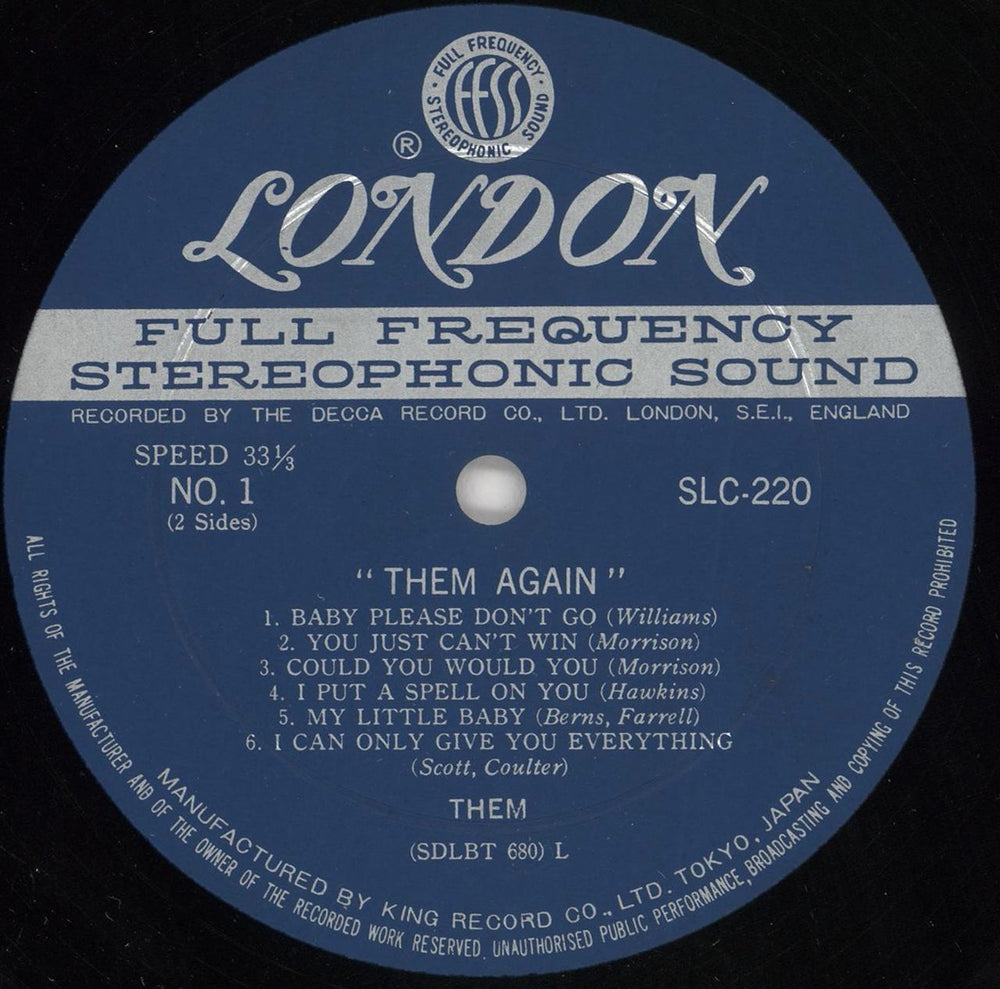 FULL FREQUENCY
FFSS
STEREOPHONIC SOUND
®
LONDON
FULL FREQUENCY
STEREOPHONIC SOUND
RECORDED BY THE DECCA RECORD CO., LTD. LONDON, S.E.I., ENGLAND
SPEED 33⅓
NO. 1
(2 Sides)
SLC-220
“ THEM AGAIN ”
1. BABY PLEASE DON'T GO (Williams)
2. YOU JUST CAN'T WIN (Morrison)
3. COULD YOU WOULD YOU (Morrison)
4. I PUT A SPELL ON YOU (Hawkins)
5. MY LITTLE BABY (Berns, Farrell)
6. I CAN ONLY GIVE YOU EVERYTHING
(Scott, Coulter)
THEM
(SDLBT 680) L
MANUFACTURED BY KING RECORD CO., LTD. TOKYO, JAPAN
ALL RIGHTS OF THE MANUFACTURER AND OF THE OWNER OF THE RECORDED WORK RESERVED. UNAUTHORISED PUBLIC PERFORMANCE, BROADCASTING AND COPYING OF THIS RECORD PROHIBITED